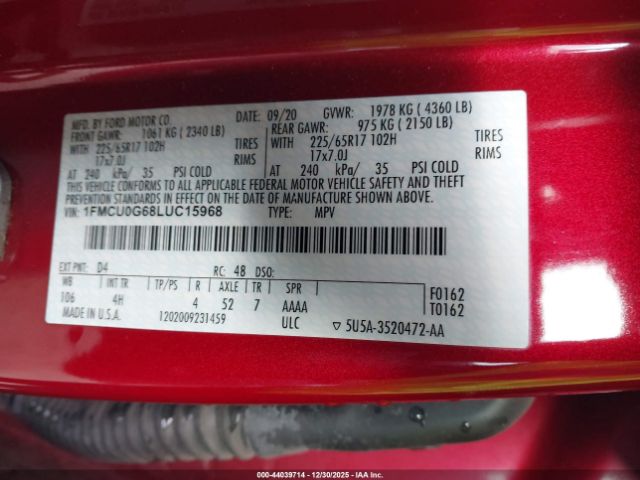 MFD. BY FORD MOTOR CO. DATE: 09/20 GVWR: 1978 KG (4360 LB)
FRONT GAWR: 1061 KG (2340 LB) REAR GAWR: 975 KG (2150 LB)
WITH 225/65R17 102H TIRES WITH 225/65R17 102H TIRES
17x7.0J RIMS 17x7.0J RIMS
AT 240 kPa/ 35 PSI COLD AT 240 kPa/ 35 PSI COLD
THIS VEHICLE CONFORMS TO ALL APPLICABLE FEDERAL MOTOR VEHICLE SAFETY AND THEFT
PREVENTION STANDARDS IN EFFECT ON THE DATE OF MANUFACTURE SHOWN ABOVE.
VIN: 1FMCU0G68LUC15968 TYPE: MPV
EXT PNT: D4 RC: 48 DSO:
WB INT TR TP/PS R AXLE TR SPR
106 4H 4 52 7 AAAA F0162
T0162
MADE IN U.S.A. 1202009231459 ULC ▽ 5U5A-3520472-AA
000-44039714 - 12/30/2025 - IAA Inc.